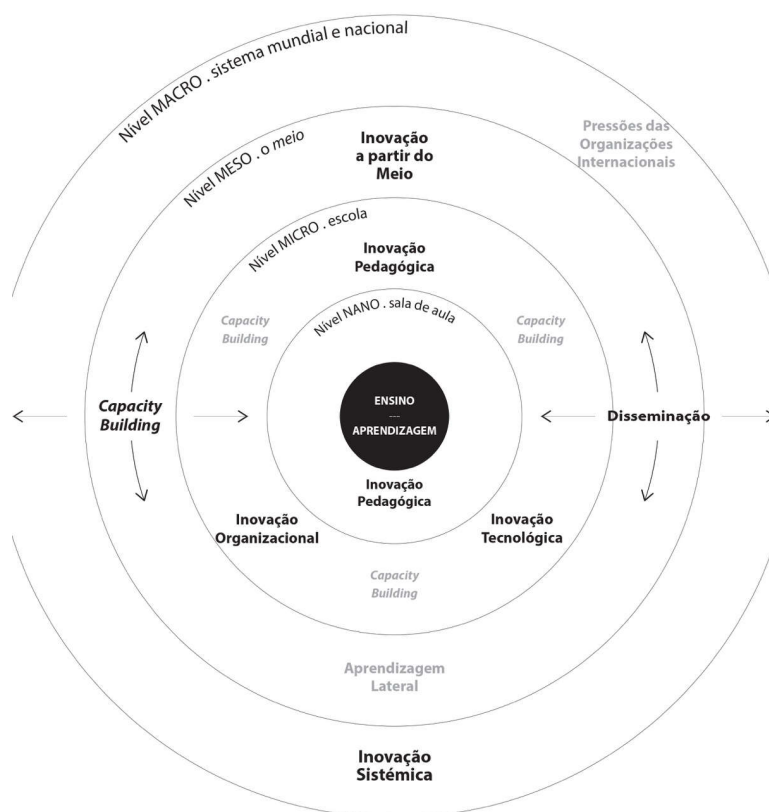 Nível MACRO . sistema mundial e nacional
Pressões das
Organizações
Internacionais
Nível MESO . o meio
Inovação
a partir do
Meio
Nível MICRO . escola
Inovação
Pedagógica
Nível NANO . sala de aula
Capacity
Building
Capacity
Building
Capacity
Building
ENSINO
---
APRENDIZAGEM
Disseminação
Inovação
Pedagógica
Inovação
Organizacional
Inovação
Tecnológica
Capacity
Building
Aprendizagem
Lateral
Inovação
Sistémica